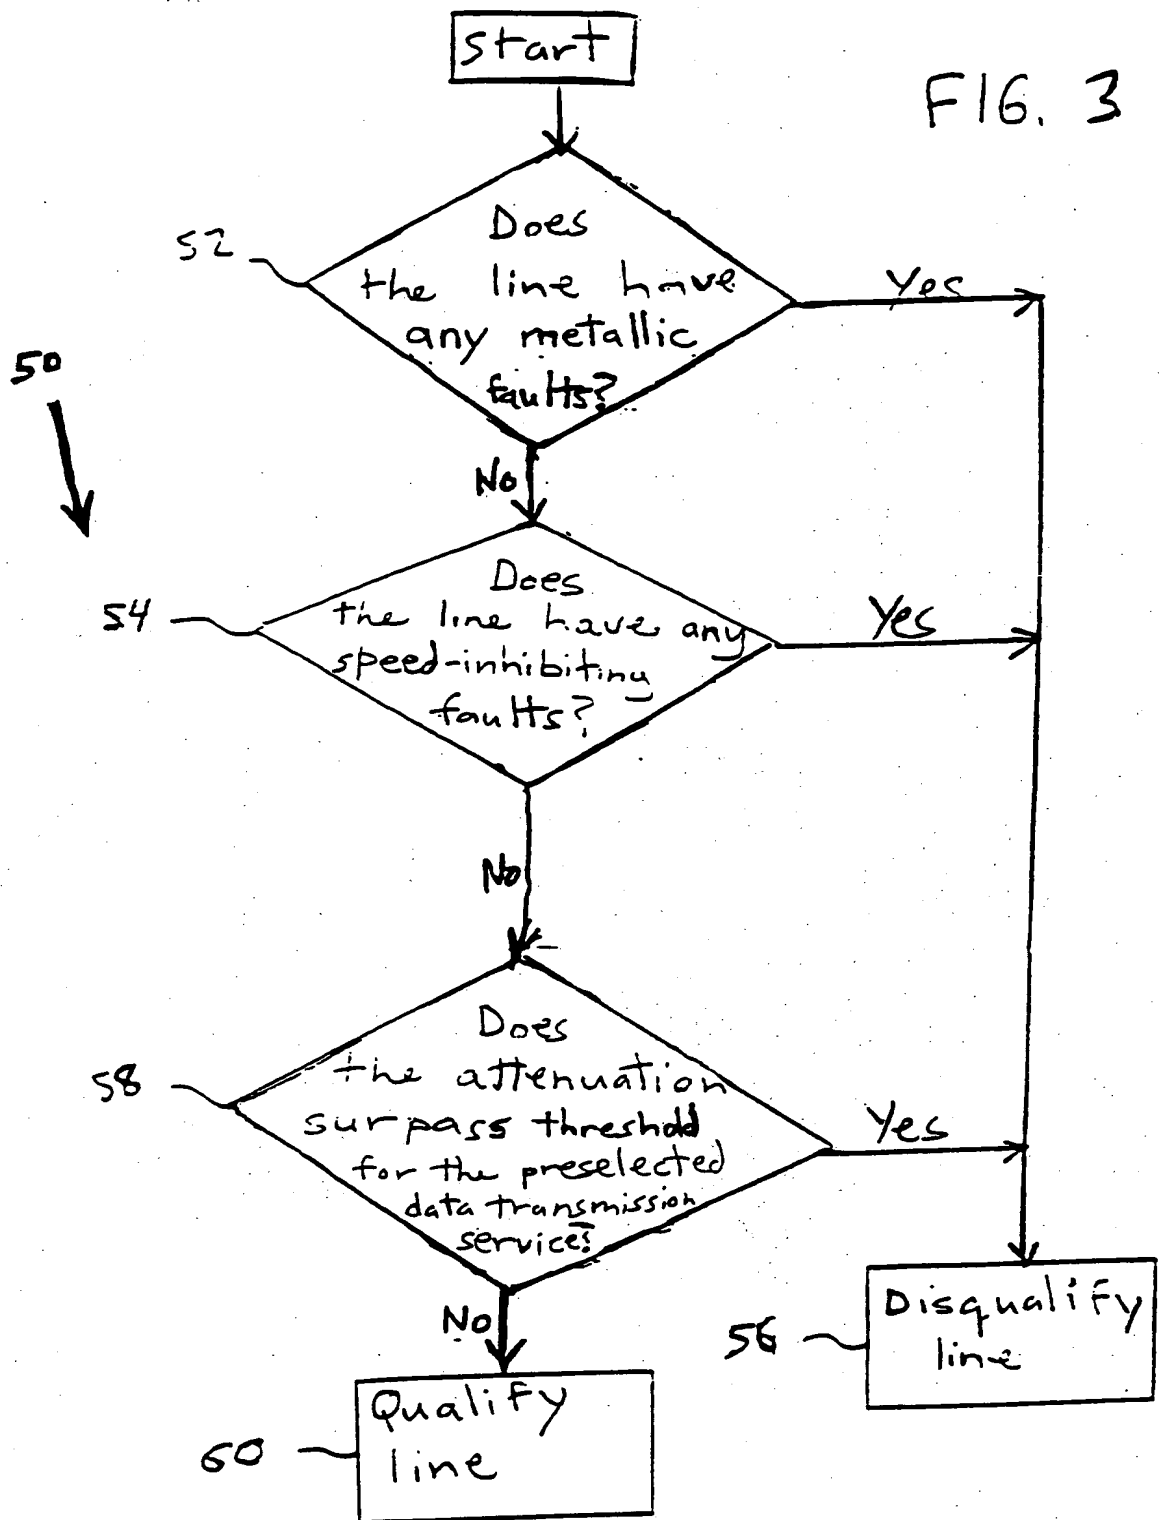 Start
FIG. 3
Does
the line have
any metallic
faults?
52
Yes
50
No
Does
the line have any
speed-inhibiting
faults?
54
Yes
No
Does
the attenuation
surpass threshold
for the preselected
data transmission
service?
58
Yes
No
Disqualify
line
56
Qualify
line
60